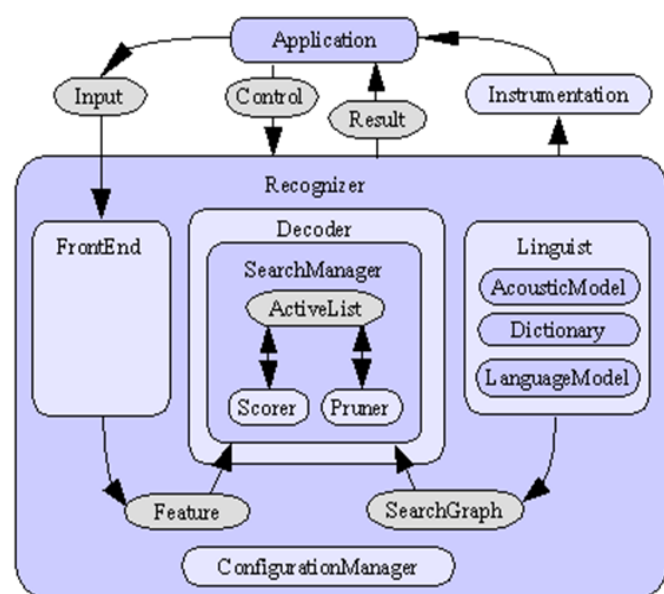 Application
Input
Control
Result
Instrumentation
Recognizer
FrontEnd
Decoder
Linguist
SearchManager
AcousticModel
ActiveList
Dictionary
LanguageModel
Scorer
Pruner
Feature
SearchGraph
ConfigurationManager